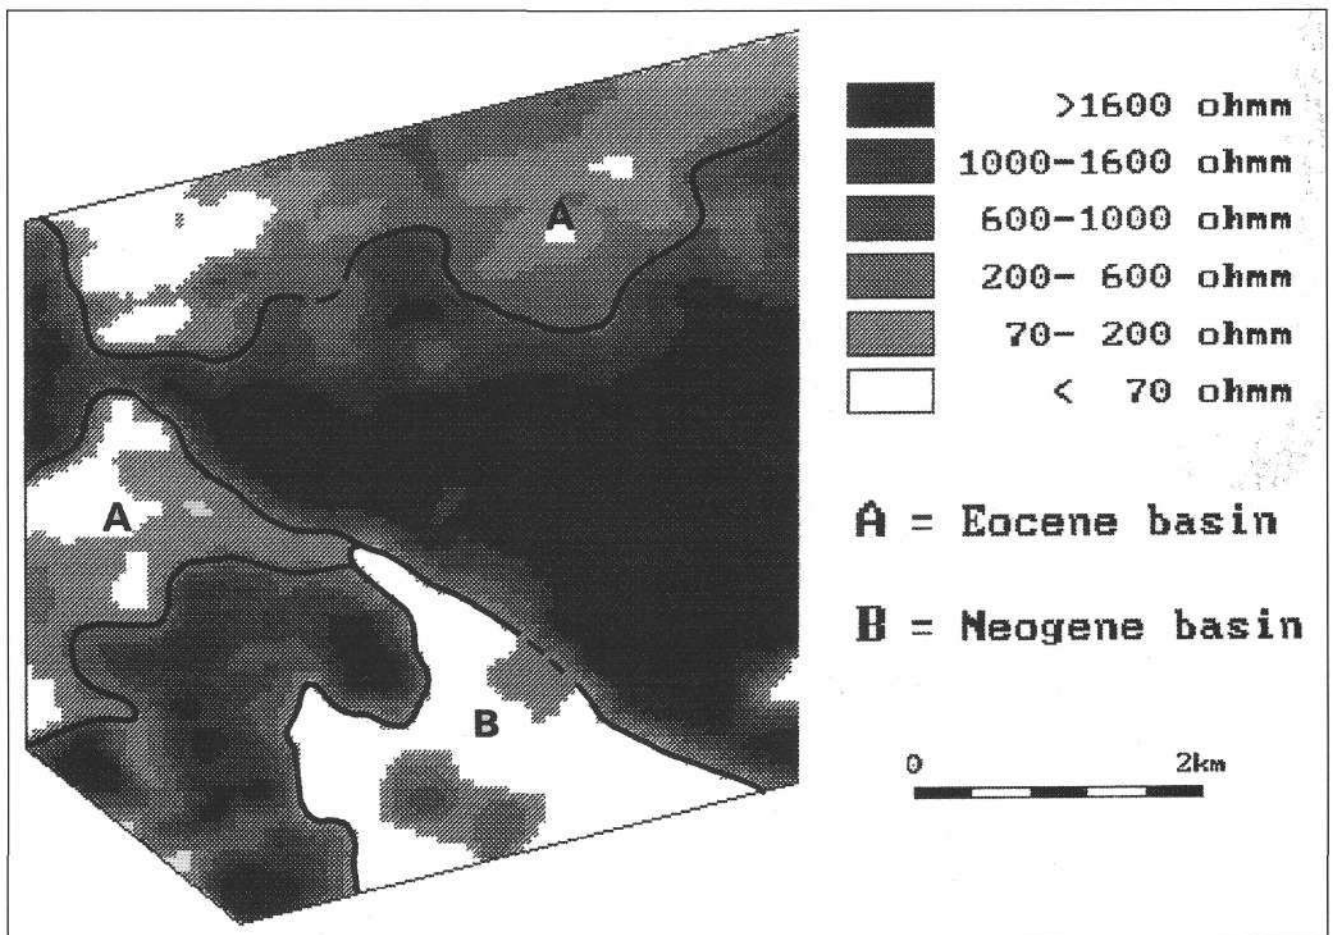 >1600 ohmm
1000-1600 ohmm
600-1000 ohmm
200- 600 ohmm
70- 200 ohmm
< 70 ohmm
A
A
B
A = Eocene basin
B = Neogene basin
0 2km